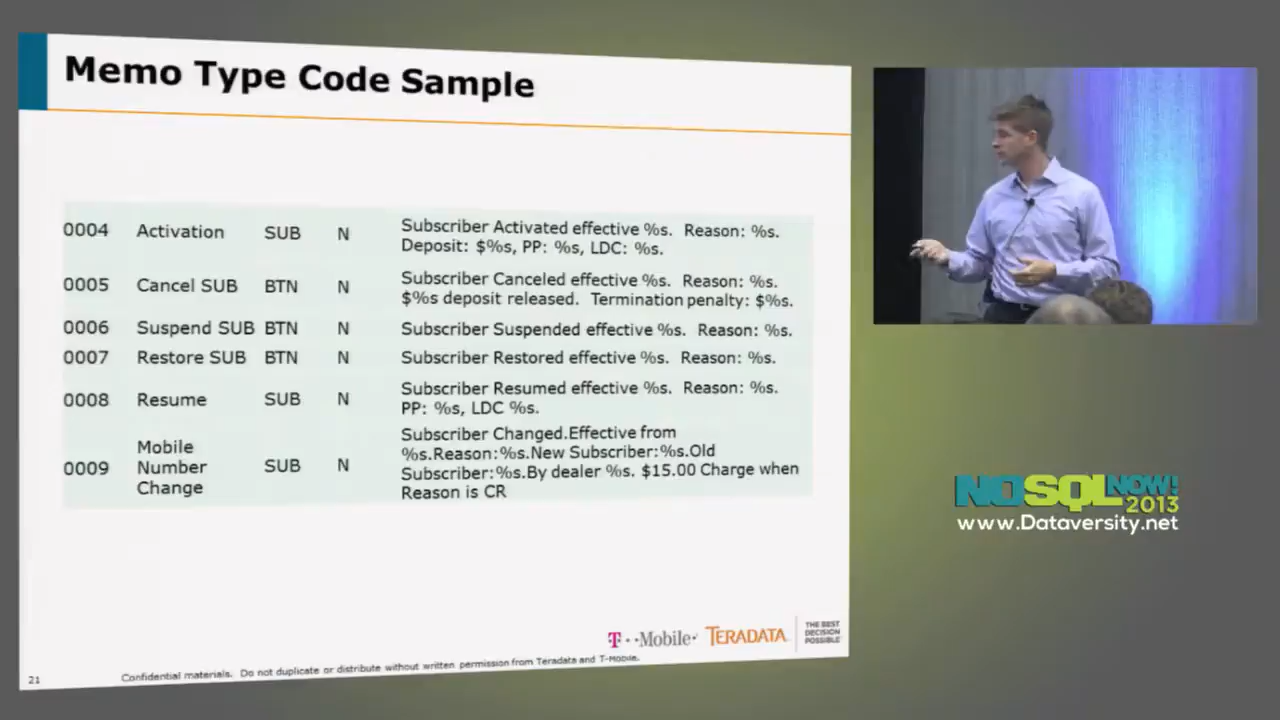 Memo Type Code Sample
0004 Activation SUB N Subscriber Activated effective %s. Reason: %s.
Deposit: $%s, PP: %s, LDC: %s.
0005 Cancel SUB BTN N Subscriber Canceled effective %s. Reason: %s.
$%s deposit released. Termination penalty: $%s.
0006 Suspend SUB BTN N Subscriber Suspended effective %s. Reason: %s.
0007 Restore SUB BTN N Subscriber Restored effective %s. Reason: %s.
0008 Resume SUB N Subscriber Resumed effective %s. Reason: %s.
PP: %s, LDC %s.
0009 Mobile
Number
Change SUB N Subscriber Changed.Effective from
%s.Reason:%s.New Subscriber:%s.Old
Subscriber:%s.By dealer %s. $15.00 Charge when
Reason is CR
T··Mobile·
TERADATA
THE BEST
DECISION
POSSIBLE
21
Confidential materials. Do not duplicate or distribute without written permission from Teradata and T-Mobile.
NOSQL NOW!
2013
www.Dataversity.net